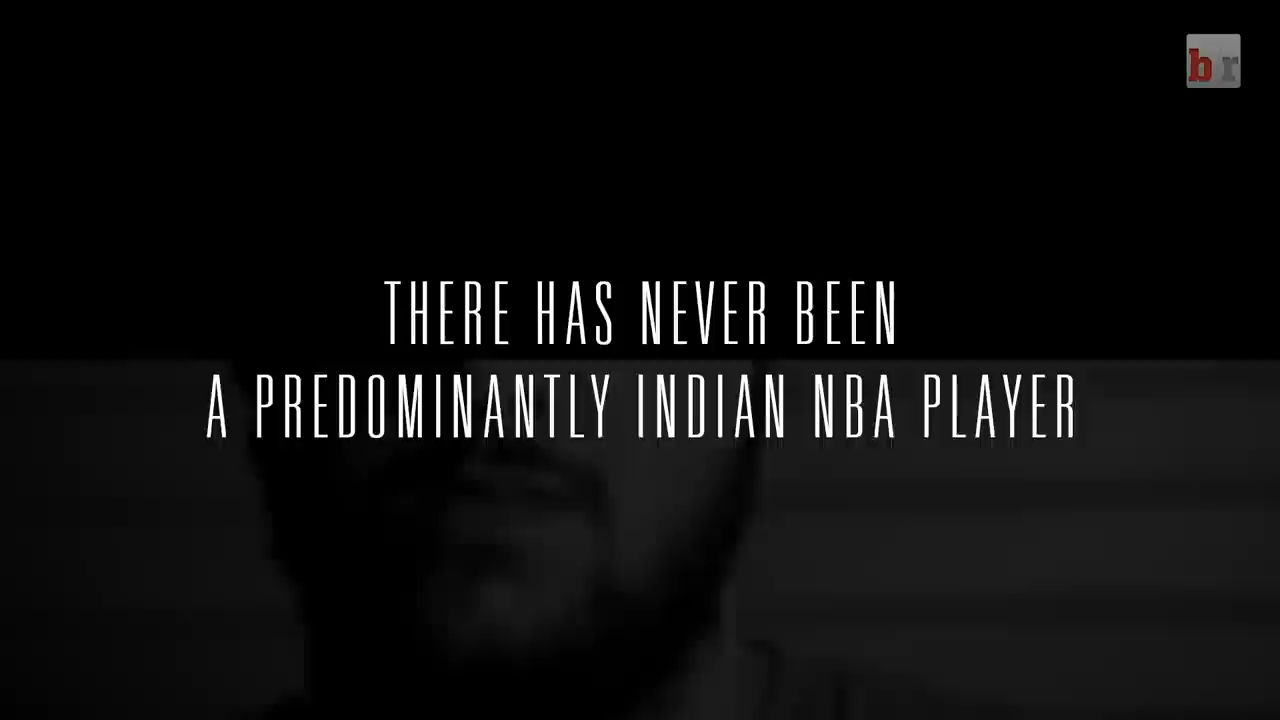 br
THERE HAS NEVER BEEN
A PREDOMINANTLY INDIAN NBA PLAYER